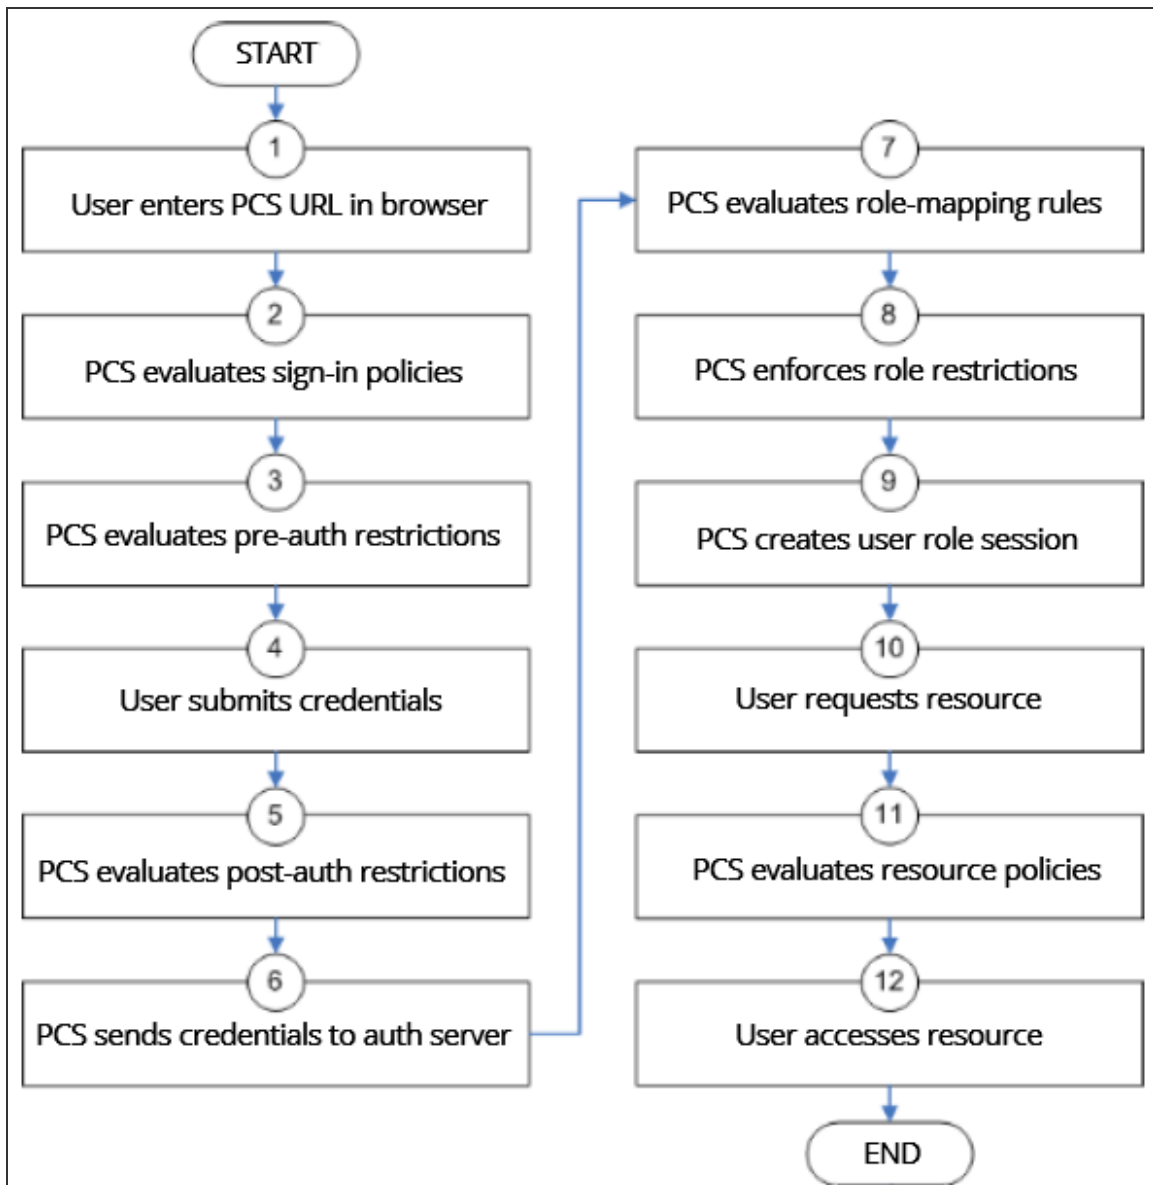 START
1
User enters PCS URL in browser
2
PCS evaluates sign-in policies
3
PCS evaluates pre-auth restrictions
4
User submits credentials
5
PCS evaluates post-auth restrictions
6
PCS sends credentials to auth server
7
PCS evaluates role-mapping rules
8
PCS enforces role restrictions
9
PCS creates user role session
10
User requests resource
11
PCS evaluates resource policies
12
User accesses resource
END